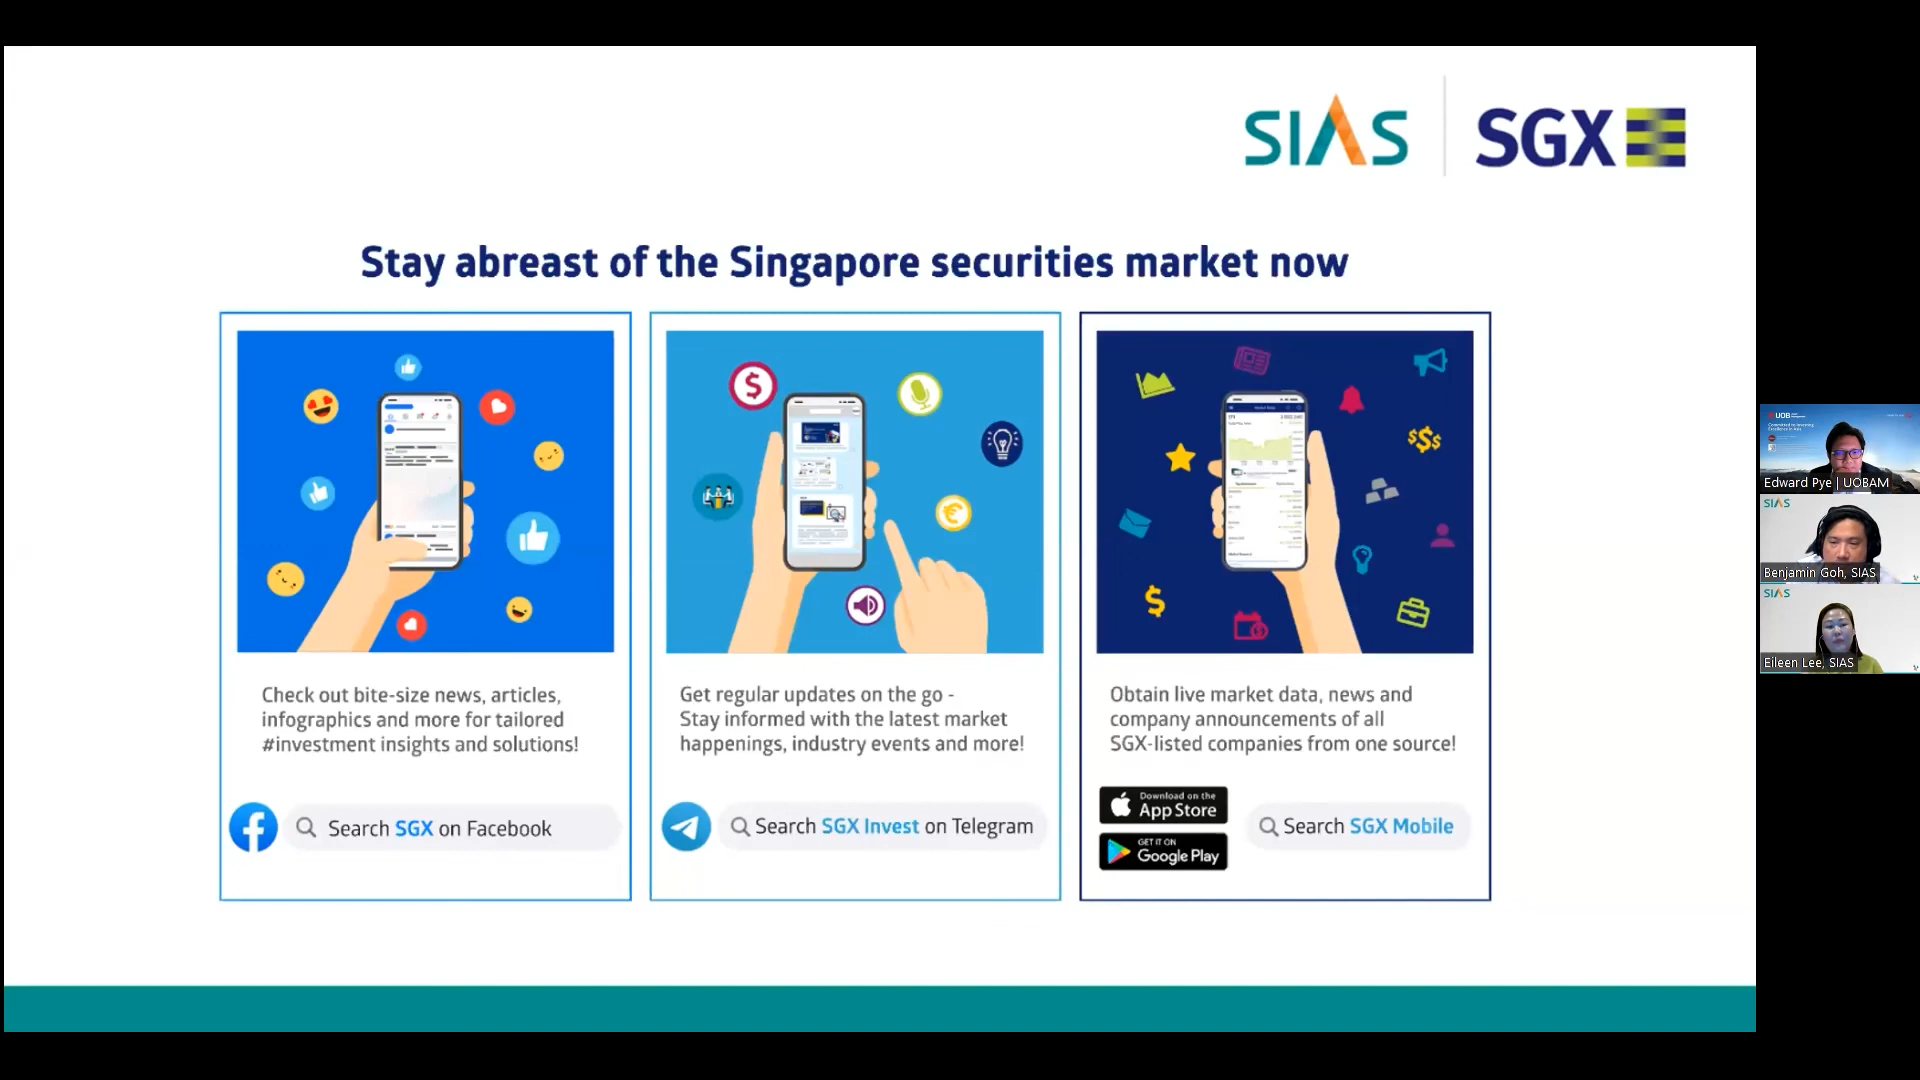 SIAS
SGX
Stay abreast of the Singapore securities market now
Check out bite-size news, articles,
infographics and more for tailored
#investment insights and solutions!
Search SGX on Facebook
Get regular updates on the go -
Stay informed with the latest market
happenings, industry events and more!
Search SGX Invest on Telegram
Obtain live market data, news and
company announcements of all
SGX-listed companies from one source!
Download on the
App Store
GET IT ON
Google Play
Search SGX Mobile
UOB
Edward Pye | UOBAM
SIAS
Benjamin Goh, SIAS
SIAS
Eileen Lee, SIAS